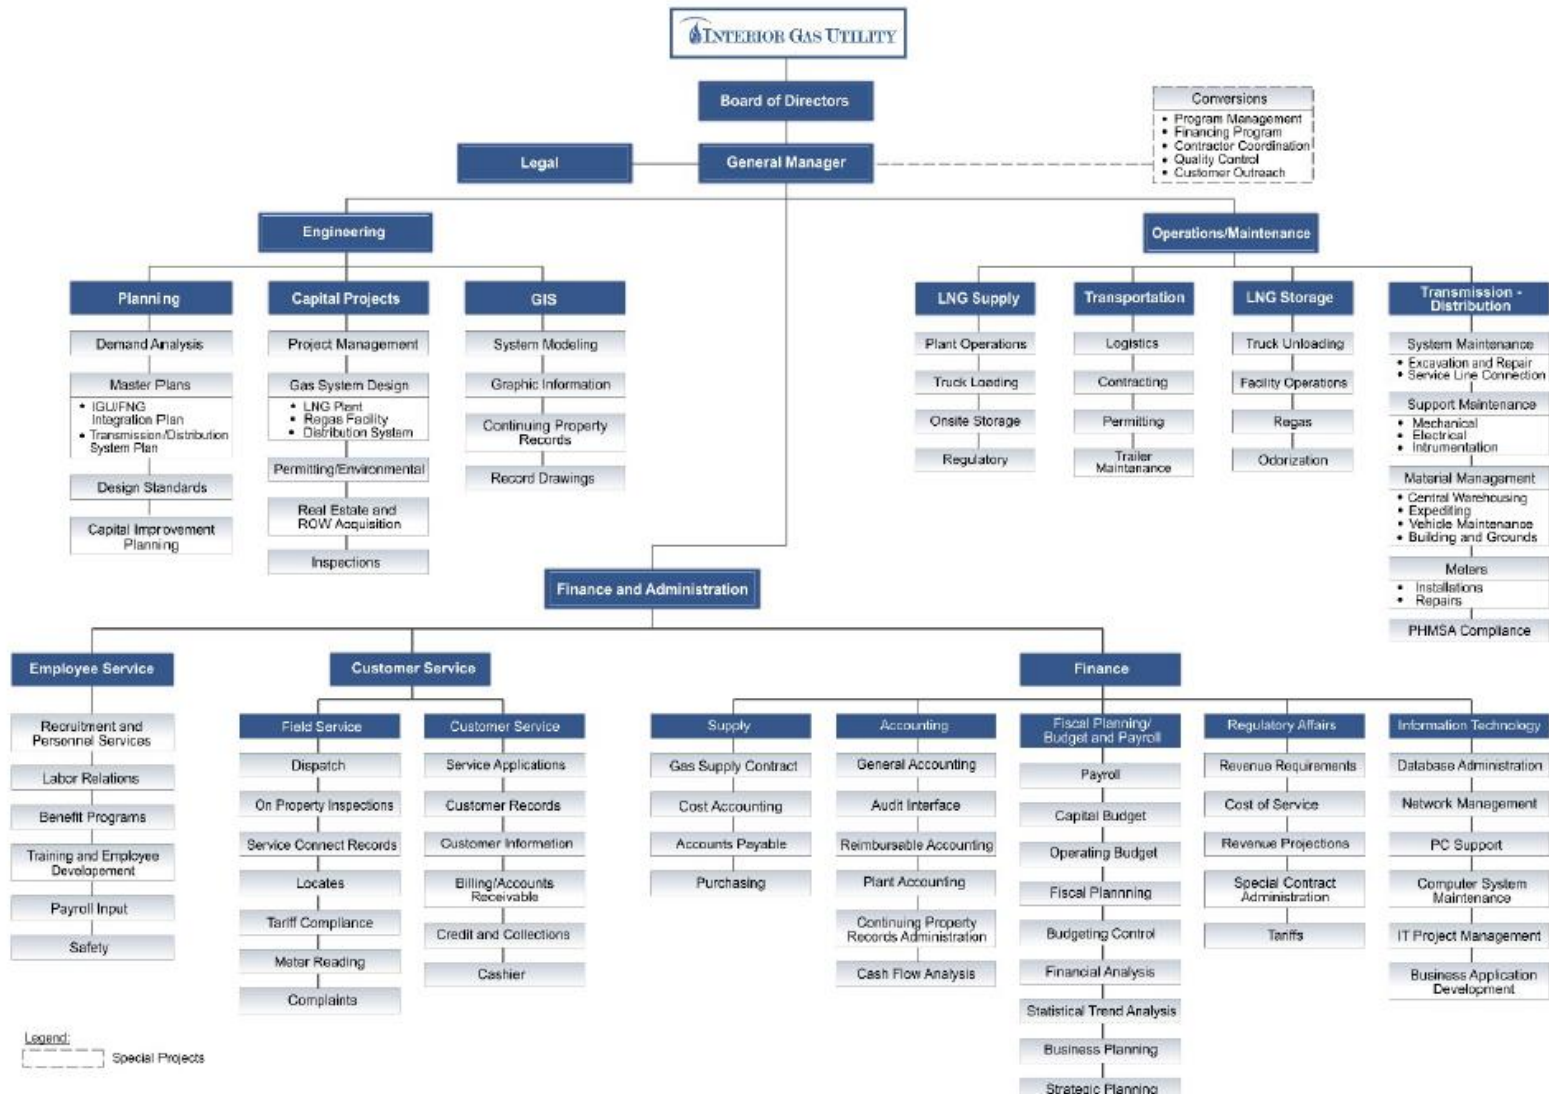 INTERIOR GAS UTILITY
Board of Directors
Legal
General Manager
Conversions
• Program Management
• Financing Program
• Contractor Coordination
• Quality Control
• Customer Outreach
Engineering
Operations/Maintenance
Planning
Demand Analysis
Master Plans
• IGU/FNG
Integration Plan
• Transmission/Distribution
System Plan
Design Standards
Capital Improvement
Planning
Capital Projects
Project Management
Gas System Design
• LNG Plant
• Regas Facility
• Distribution System
Permitting/Environmental
Real Estate and
ROW Acquisition
Inspections
GIS
System Modeling
Graphic Information
Continuing Property
Records
Record Drawings
LNG Supply
Plant Operations
Truck Loading
Onsite Storage
Regulatory
Transportation
Logistics
Contracting
Permitting
Trailer
Maintenance
LNG Storage
Truck Unloading
Facility Operations
Regas
Odorization
Transmission -
Distribution
System Maintenance
• Excavation and Repair
• Service Line Connection
Support Maintenance
• Mechanical
• Electrical
• Intrumentation
Material Management
• Central Warehousing
• Expediting
• Vehicle Maintenance
• Building and Grounds
Meters
• Installations
• Repairs
PHMSA Compliance
Finance and Administration
Employee Service
Recruitment and
Personnel Services
Labor Relations
Benefit Programs
Training and Employee
Developement
Payroll Input
Safety
Customer Service
Field Service
Dispatch
On Property Inspections
Service Connect Records
Locates
Tariff Compliance
Meter Reading
Complaints
Customer Service
Service Applications
Customer Records
Customer Information
Billing/Accounts
Receivable
Credit and Collections
Cashier
Finance
Supply
Gas Supply Contract
Cost Accounting
Accounts Payable
Purchasing
Accounting
General Accounting
Audit Interface
Reimbursable Accounting
Plant Accounting
Continuing Property
Records Administration
Cash Flow Analysis
Fiscal Planning/
Budget and Payroll
Payroll
Capital Budget
Operating Budget
Fiscal Plannning
Budgeting Control
Financial Analysis
Statistical Trend Analysis
Business Planning
Strategic Planning
Regulatory Affairs
Revenue Requirements
Cost of Service
Revenue Projections
Special Contract
Administration
Tariffs
Information Technology
Database Administration
Network Management
PC Support
Computer System
Maintenance
IT Project Management
Business Application
Development
Legend:
Special Projects